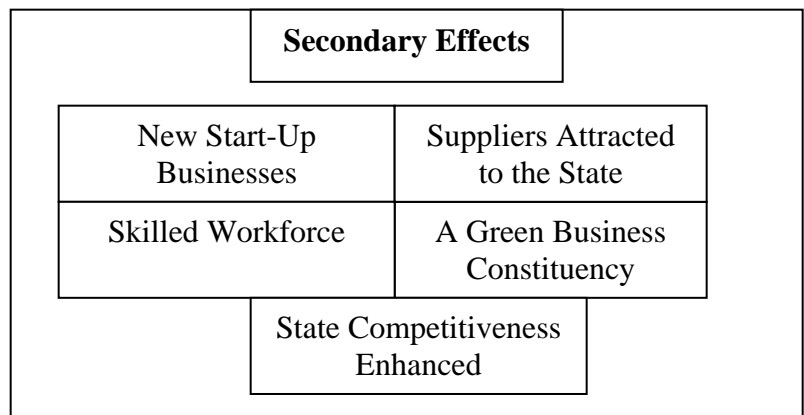 Secondary Effects
New Start-Up
Businesses
Suppliers Attracted
to the State
Skilled Workforce
A Green Business
Constituency
State Competitiveness
Enhanced